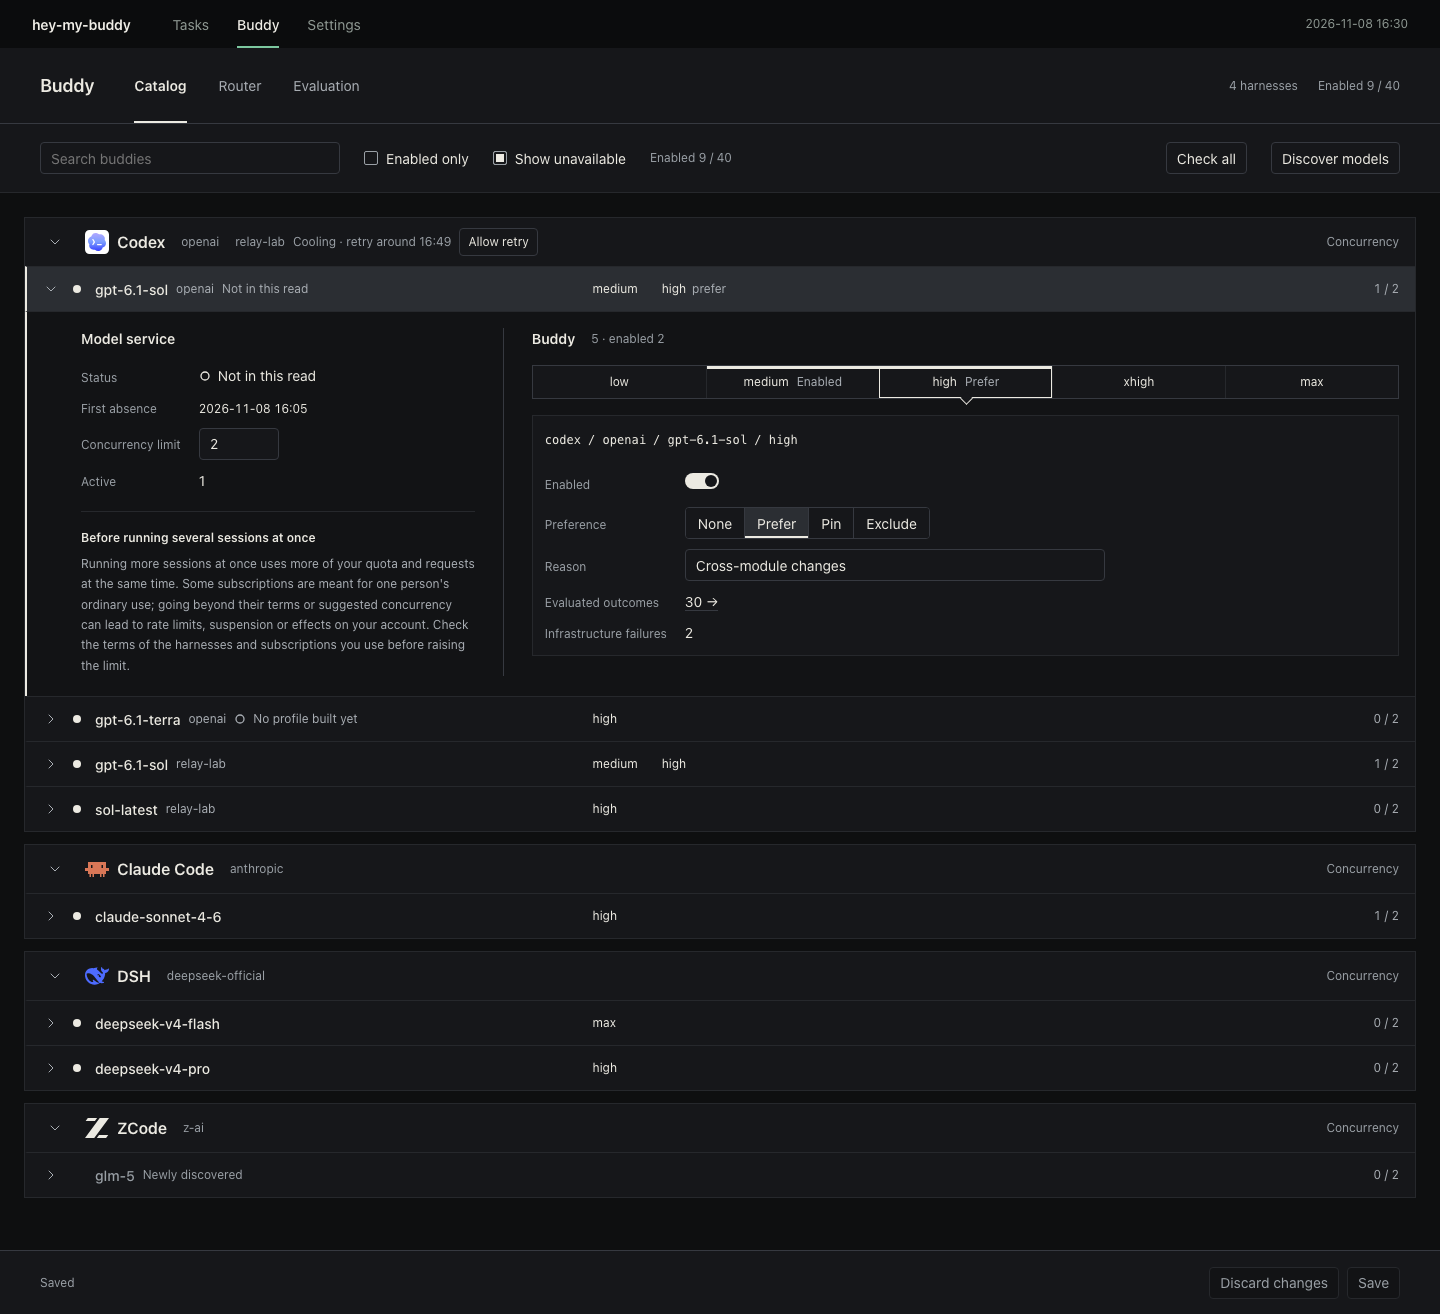 hey-my-buddy Tasks Buddy Settings 2026-11-08 16:30
Buddy Catalog Router Evaluation 4 harnesses Enabled 9 / 40
Search buddies Enabled only Show unavailable Enabled 9 / 40 Check all Discover models
Codex openai relay-lab Cooling · retry around 16:49 Allow retry Concurrency
gpt-6.1-sol openai Not in this read medium high prefer 1 / 2
Model service
Status Not in this read
First absence 2026-11-08 16:05
Concurrency limit 2
Active 1
Before running several sessions at once
Running more sessions at once uses more of your quota and requests
at the same time. Some subscriptions are meant for one person's
ordinary use; going beyond their terms or suggested concurrency
can lead to rate limits, suspension or effects on your account. Check
the terms of the harnesses and subscriptions you use before raising
the limit.
Buddy 5 · enabled 2
low medium Enabled high Prefer xhigh max
codex / openai / gpt-6.1-sol / high
Enabled
Preference None Prefer Pin Exclude
Reason Cross-module changes
Evaluated outcomes 30 →
Infrastructure failures 2
gpt-6.1-terra openai No profile built yet high 0 / 2
gpt-6.1-sol relay-lab medium high 1 / 2
sol-latest relay-lab high 0 / 2
Claude Code anthropic Concurrency
claude-sonnet-4-6 high 1 / 2
DSH deepseek-official Concurrency
deepseek-v4-flash max 0 / 2
deepseek-v4-pro high 0 / 2
ZCode z-ai Concurrency
glm-5 Newly discovered 0 / 2
Saved Discard changes Save